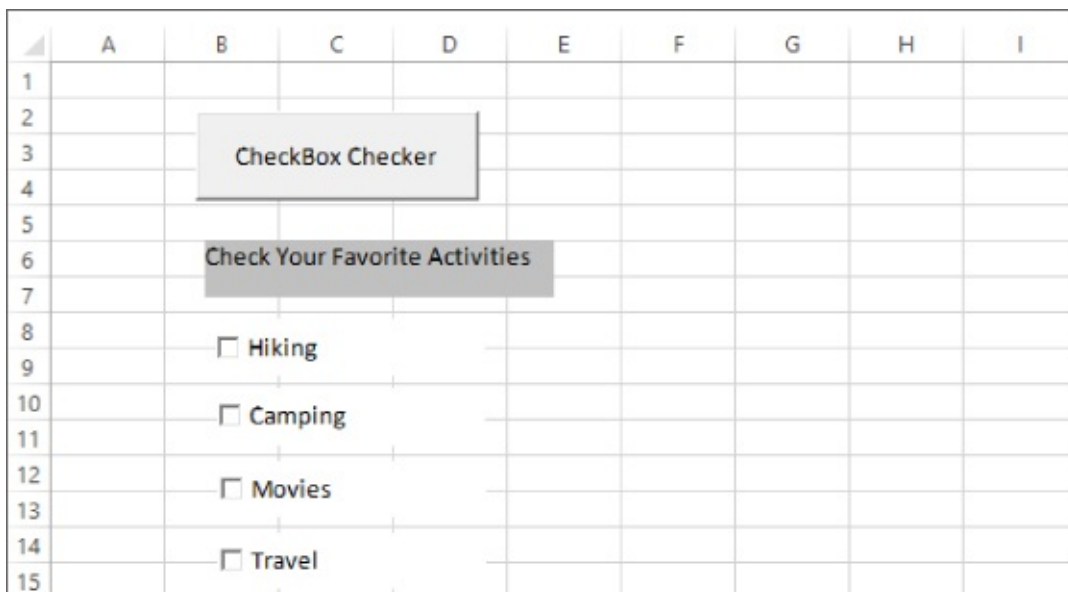 A B C D E F G H I
1
2
CheckBox Checker
3
4
5
Check Your Favorite Activities
6
7
8
Hiking
9
10
Camping
11
12
Movies
13
14
Travel
15